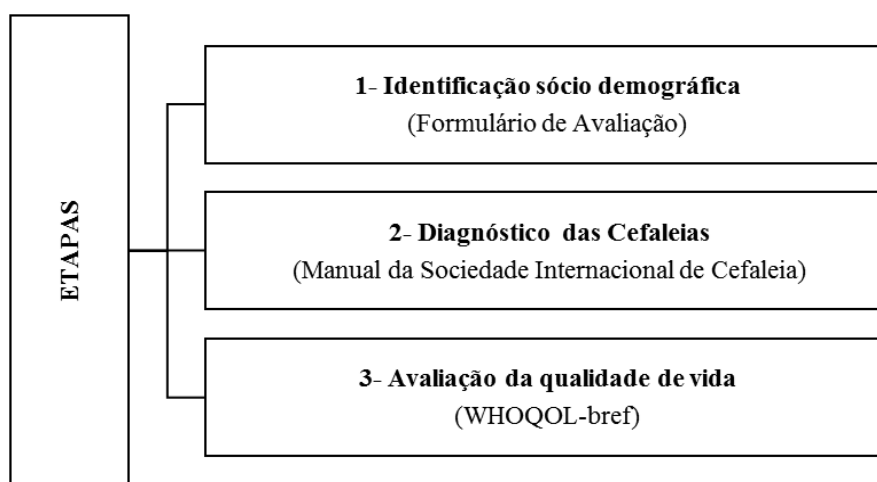 ETAPAS
1- Identificação sócio demográfica
(Formulário de Avaliação)
2- Diagnóstico das Cefaleias
(Manual da Sociedade Internacional de Cefaleia)
3- Avaliação da qualidade de vida
(WHOQOL-bref)